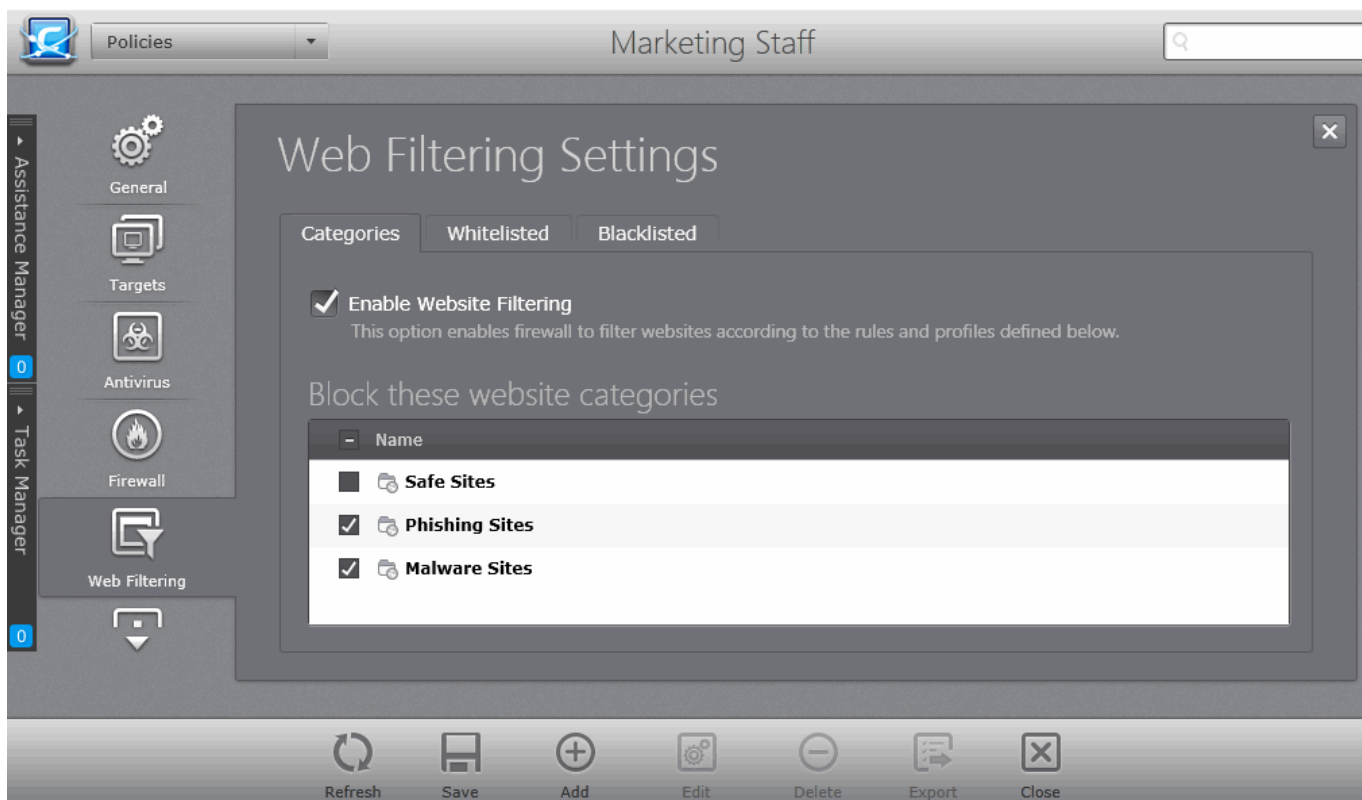 Policies
Marketing Staff
Assistance Manager
0
Task Manager
0
General
Targets
Antivirus
Firewall
Web Filtering
Web Filtering Settings
Categories
Whitelisted
Blacklisted
Enable Website Filtering
This option enables firewall to filter websites according to the rules and profiles defined below.
Block these website categories
Name
Safe Sites
Phishing Sites
Malware Sites
Refresh
Save
Add
Edit
Delete
Export
Close